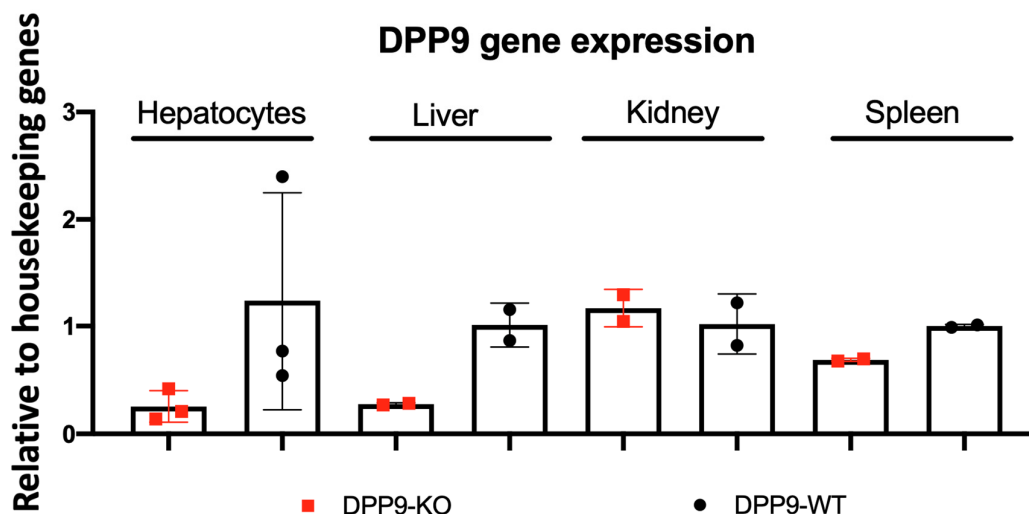 DPP9 gene expression
Relative to housekeeping genes
Hepatocytes Liver Kidney Spleen
3
2
1
0
DPP9-KO DPP9-WT